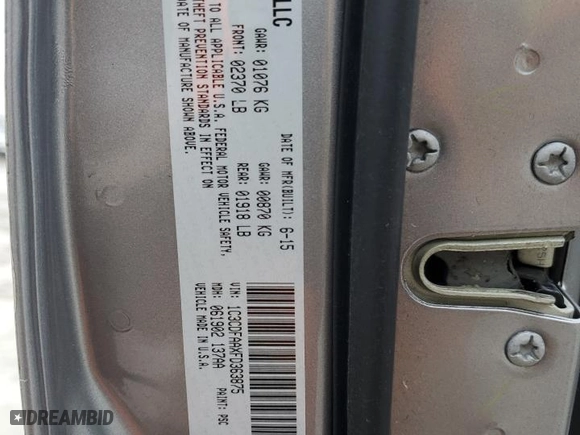 LLC
DATE OF MFR(BUILT): 6-15
GAWR: 01076 KG GAWR: 00870 KG
FRONT: 02370 LB REAR: 01918 LB
TO ALL APPLICABLE U.S.A. FEDERAL MOTOR VEHICLE SAFETY,
THEFT PREVENTION STANDARDS IN EFFECT ON
DATE OF MANUFACTURE SHOWN ABOVE.
VIN: 1C3CDFAAXFD363875
MDH: 061902 137AA PAINT: PSC
VEHICLE MADE IN U.S.A.
DREAMBID